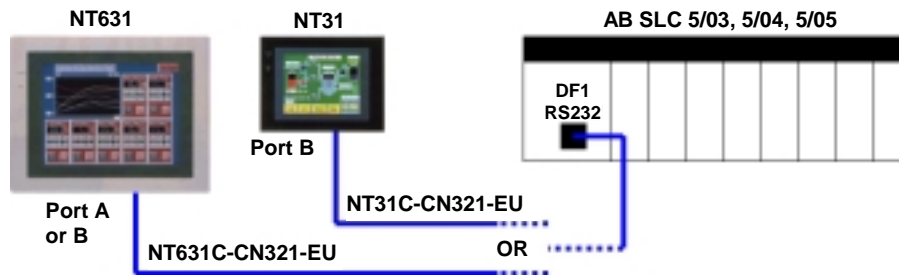 NT631
NT31
AB SLC 5/03, 5/04, 5/05
DF1
RS232
Port B
Port A
or B
NT31C-CN321-EU
NT631C-CN321-EU
OR